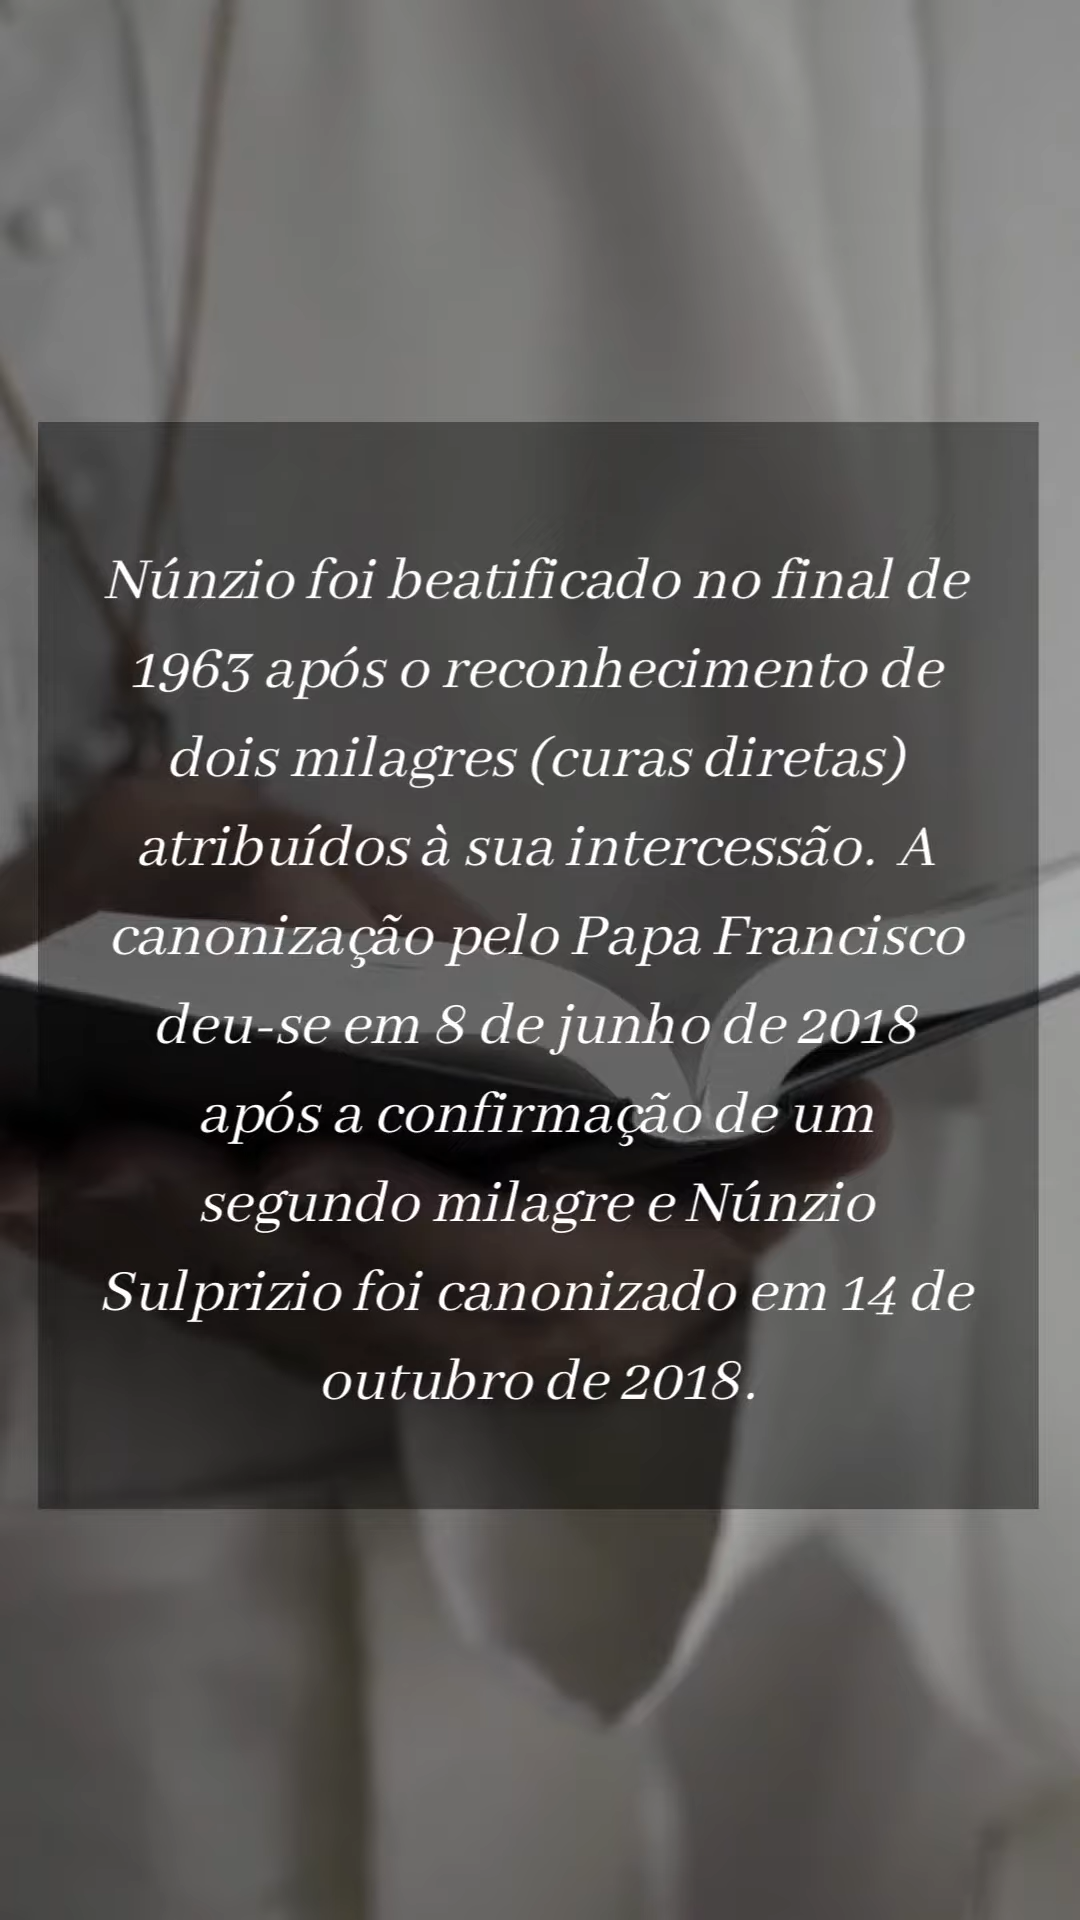 Núnzio foi beatificado no final de
1963 após o reconhecimento de
dois milagres (curas diretas)
atribuídos à sua intercessão.  A
canonização pelo Papa Francisco
deu-se em 8 de junho de 2018
após a confirmação de um
segundo milagre e Núnzio
Sulprizio foi canonizado em 14 de
outubro de 2018.